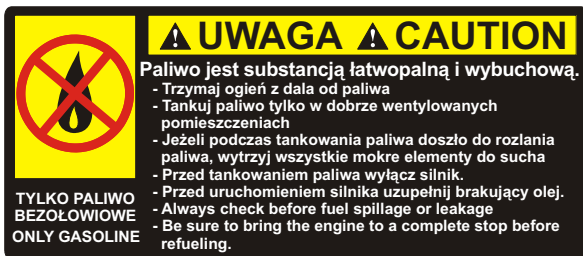 UWAGA CAUTION
Paliwo jest substancją łatwopalną i wybuchową.
- Trzymaj ogień z dala od paliwa
- Tankuj paliwo tylko w dobrze wentylowanych
pomieszczeniach
- Jeżeli podczas tankowania paliwa doszło do rozlania
paliwa, wytrzyj wszystkie mokre elementy do sucha
- Przed tankowaniem paliwa wyłącz silnik.
- Przed uruchomieniem silnika uzupełnij brakujący olej.
- Always check before fuel spillage or leakage
- Be sure to bring the engine to a complete stop before
refueling.
TYLKO PALIWO
BEZOŁOWIOWE
ONLY GASOLINE